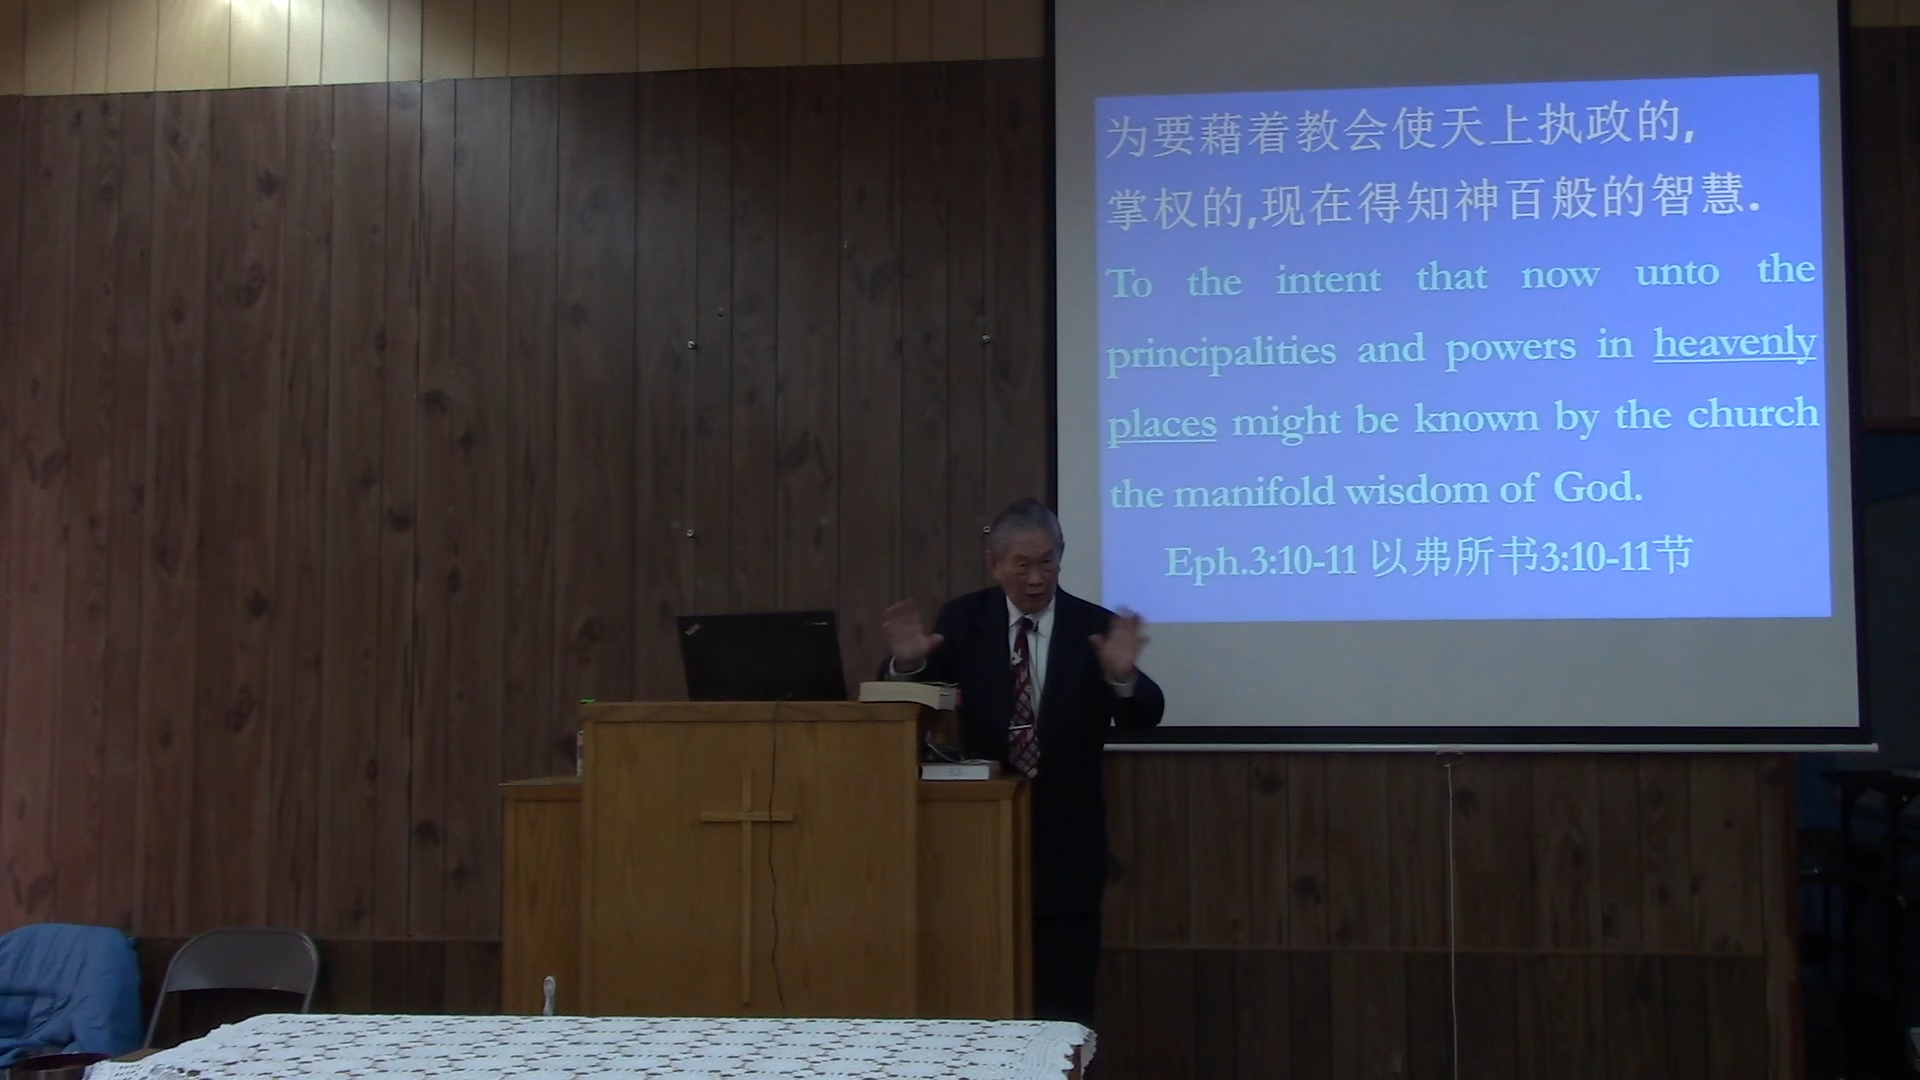 为要藉着教会使天上执政的,
掌权的,现在得知神百般的智慧.
To the intent that now unto the
principalities and powers in heavenly
places might be known by the church
the manifold wisdom of God.
Eph.3:10-11 以弗所书3:10-11节